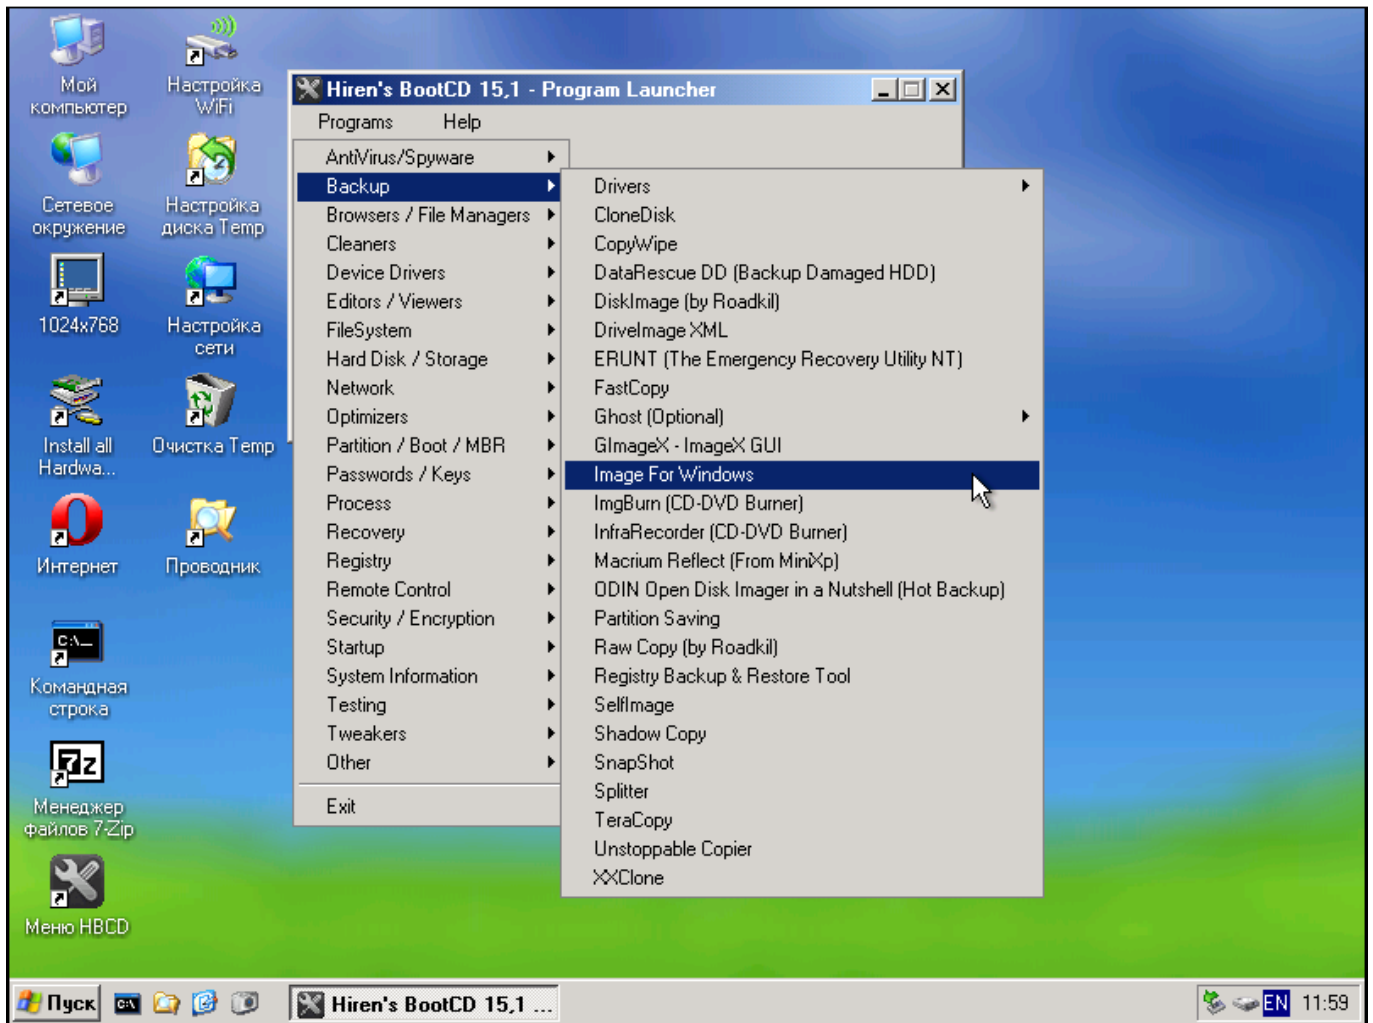 Мой
компьютер
Настройка
WiFi
Сетевое
окружение
Настройка
диска Temp
1024x768
Настройка
сети
Install all
Hardwa...
Очистка Temp
Интернет
Проводник
C:\_
Командная
строка
7z
Менеджер
файлов 7-Zip
Меню HBCD
Hiren's BootCD 15,1 - Program Launcher
Programs Help
AntiVirus/Spyware
Backup
Browsers / File Managers
Cleaners
Device Drivers
Editors / Viewers
FileSystem
Hard Disk / Storage
Network
Optimizers
Partition / Boot / MBR
Passwords / Keys
Process
Recovery
Registry
Remote Control
Security / Encryption
Startup
System Information
Testing
Tweakers
Other
Exit
Drivers
CloneDisk
CopyWipe
DataRescue DD (Backup Damaged HDD)
DiskImage (by Roadkil)
DriveImage XML
ERUNT (The Emergency Recovery Utility NT)
FastCopy
Ghost (Optional)
GImageX - ImageX GUI
Image For Windows
ImgBurn (CD-DVD Burner)
InfraRecorder (CD-DVD Burner)
Macrium Reflect (From MiniXp)
ODIN Open Disk Imager in a Nutshell (Hot Backup)
Partition Saving
Raw Copy (by Roadkil)
Registry Backup & Restore Tool
SelfImage
Shadow Copy
SnapShot
Splitter
TeraCopy
Unstoppable Copier
XXClone
Пуск
Hiren's BootCD 15,1 ...
EN 11:59